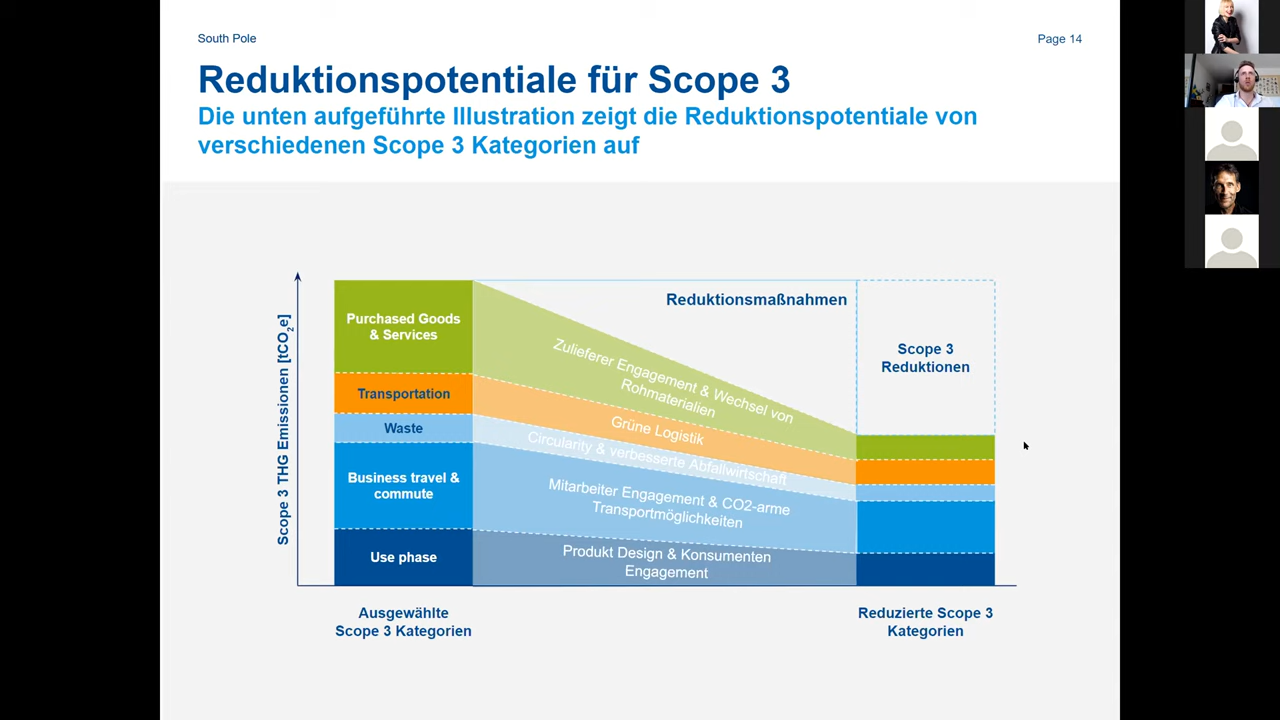 South Pole
Page 14
Reduktionspotentiale für Scope 3
Die unten aufgeführte Illustration zeigt die Reduktionspotentiale von
verschiedenen Scope 3 Kategorien auf
Scope 3 THG Emissionen [tCO2e]
Purchased Goods
& Services
Transportation
Waste
Business travel &
commute
Use phase
Reduktionsmaßnahmen
Zulieferer Engagement & Wechsel von
Rohmaterialien
Grüne Logistik
Circularity & verbesserte Abfallwirtschaft
Mitarbeiter Engagement & CO2-arme
Transportmöglichkeiten
Produkt Design & Konsumenten
Engagement
Scope 3
Reduktionen
Ausgewählte
Scope 3 Kategorien
Reduzierte Scope 3
Kategorien